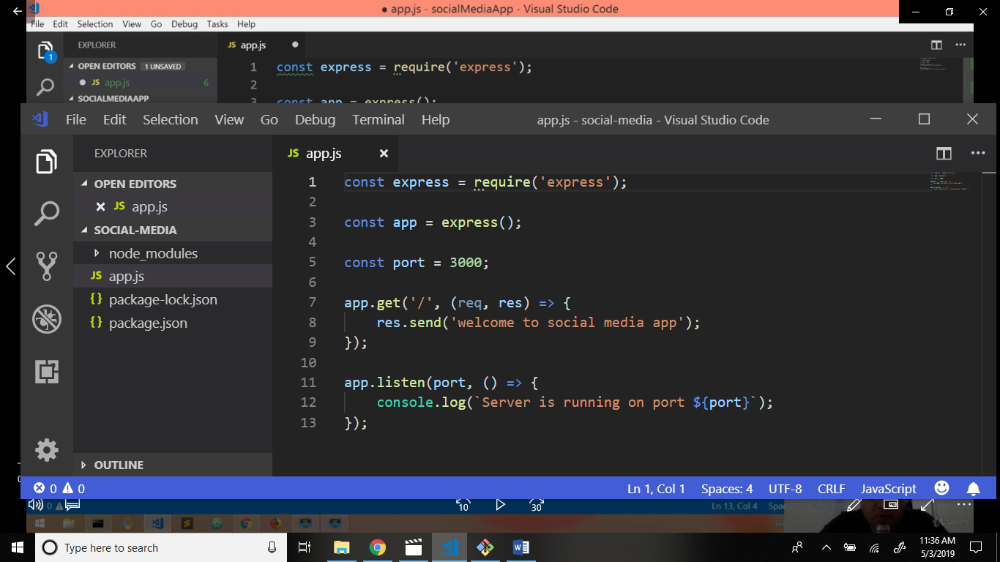 ● app.js - socialMediaApp - Visual Studio Code
File Edit Selection View Go Debug Tasks Help
EXPLORER
JS app.js ●
1
OPEN EDITORS 1 UNSAVED
● JS app.js 6
SOCIALMEDIAAPP
1 const express = require('express');
2
3 const app = express();
File Edit Selection View Go Debug Terminal Help
app.js - social-media - Visual Studio Code
EXPLORER
OPEN EDITORS
JS app.js
SOCIAL-MEDIA
node_modules
JS app.js
{} package-lock.json
{} package.json
OUTLINE
JS app.js
1 const express = require('express');
2
3 const app = express();
4
5 const port = 3000;
6
7 app.get('/', (req, res) => {
8 res.send('welcome to social media app');
9 });
10
11 app.listen(port, () => {
12 console.log(`Server is running on port ${port}`);
13 });
0 0
Ln 1, Col 1 Spaces: 4 UTF-8 CRLF JavaScript
0
10
30
Ln 13, Col 4
Udemy
Type here to search
11:36 AM
5/3/2019